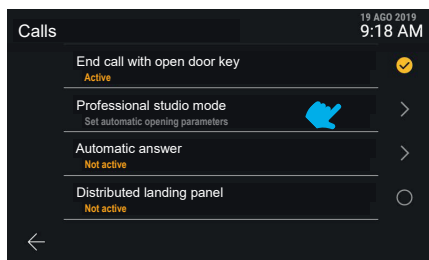 19 AGO 2019
Calls
9:18 AM
End call with open door key
Active
Professional studio mode
Set automatic opening parameters
Automatic answer
Not active
Distributed landing panel
Not active